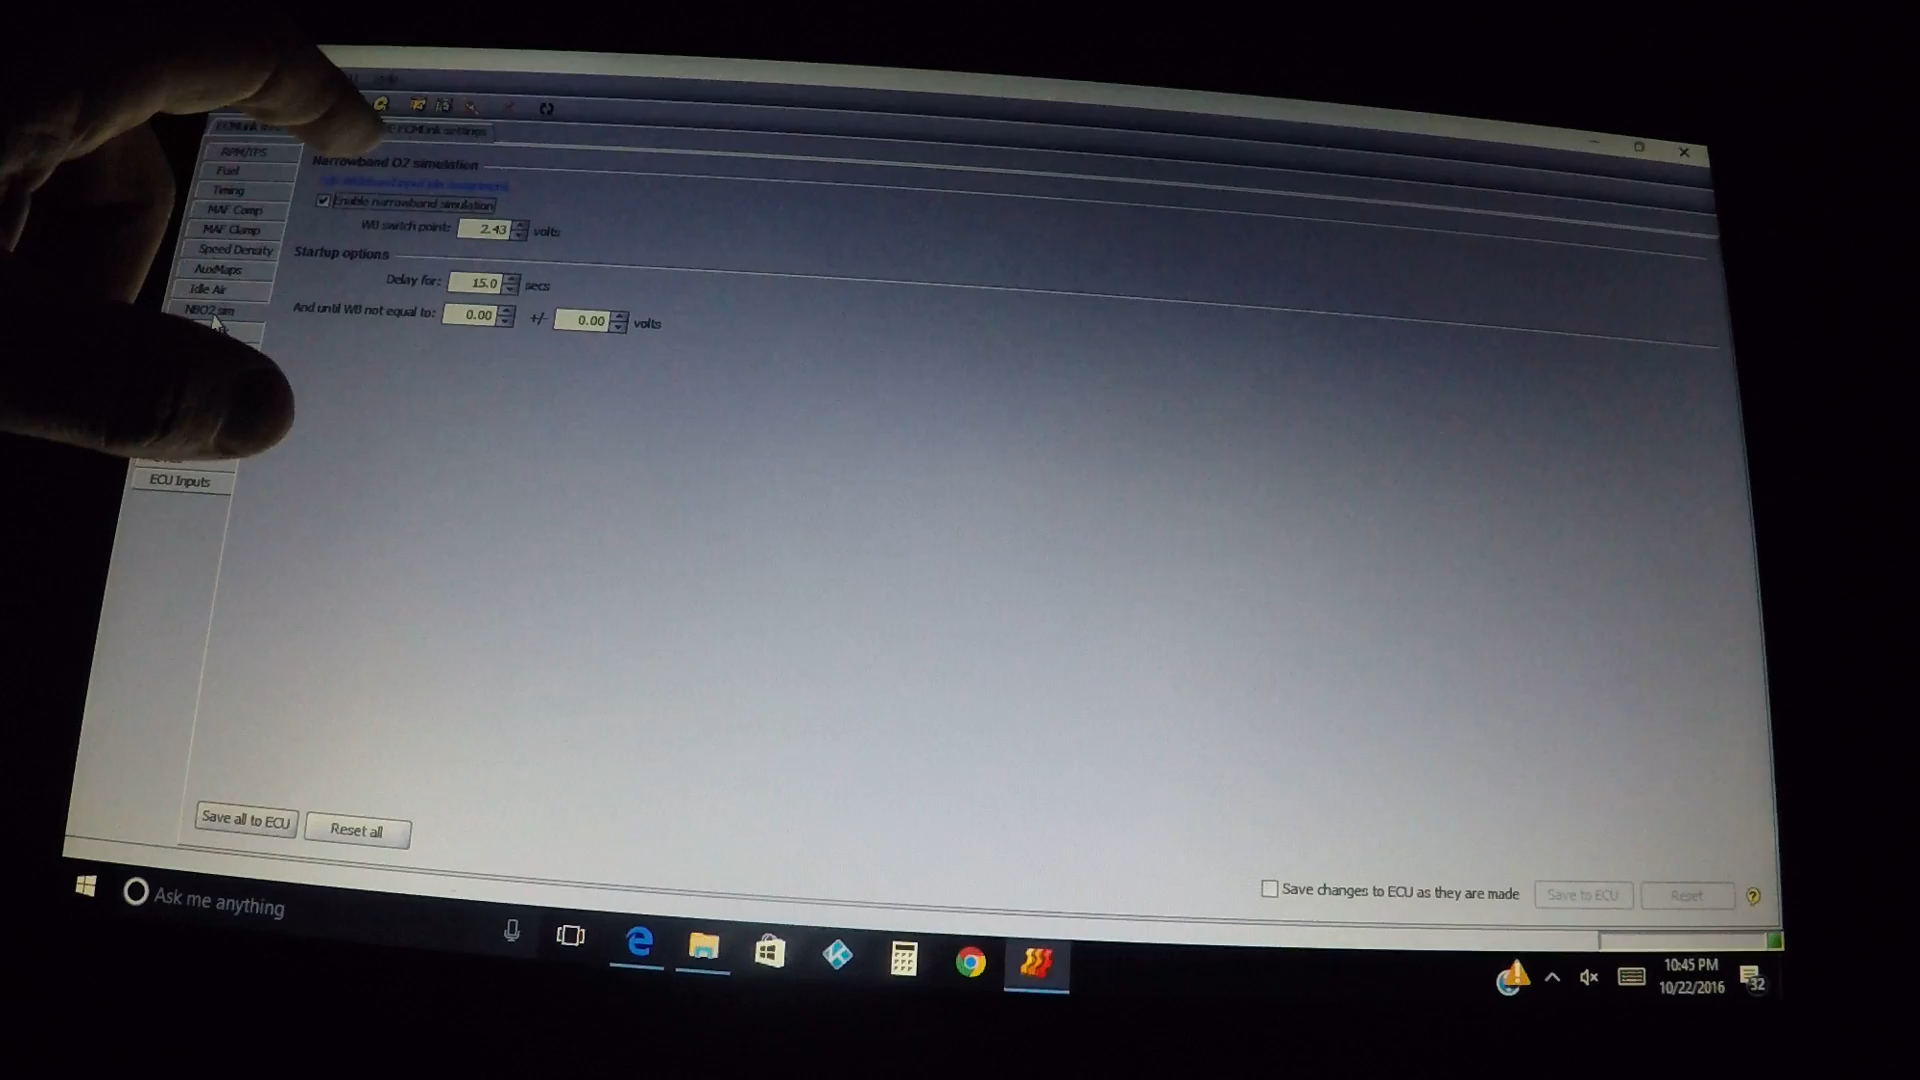 ECMLink settings
RPM/TPS
Fuel
Timing
MAF Comp
MAF Clamp
Speed Density
AuxMaps
Idle Air
NBO2 sim
ECU Inputs
Narrowband O2 simulation
Enable narrowband simulation
WB switch point: 2.43 volts
Startup options
Delay for: 15.0 secs
And until WB not equal to: 0.00 +/- 0.00 volts
Save all to ECU Reset all
Save changes to ECU as they are made Save to ECU Reset
Ask me anything
10:45 PM
10/22/2016
32